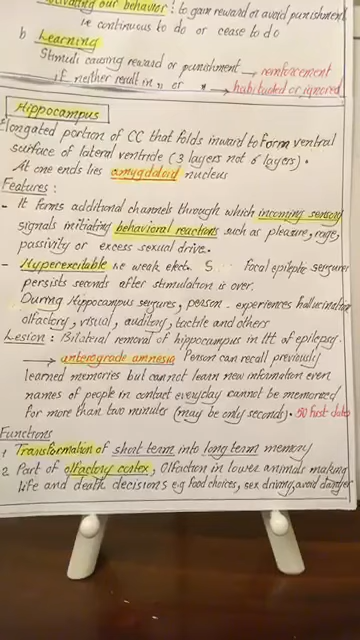 Motivated our behavior: to gain reward or avoid punishment
ie continuous to do or cease to do
b Learning
Stimuli causing reward or punishment → reinforcement
if neither result in ,, or " → habituated or ignored
Hippocampus
Elongated portion of CC that folds inward to form ventral
surface of lateral ventricle (3 layers not 6 layers).
At one end lies amygdaloid nucleus
Features:
- It forms additional channels through which incoming sensory
signals initiating behavioral reactions such as pleasure, rage,
passivity or excess sexual drive.
- Hyperexcitable ie weak elect. S focal epileptic seizures
persists seconds after stimulation is over.
During Hippocampus seizures, person experiences hallucination
olfactory, visual, auditory, tactile and others
Lesion: Bilateral removal of hippocampus in ttt of epilepsy.
→ anterograde amnesia Person can recall previously
learned memories but cannot learn new information even
names of people in contact everyday cannot be memorized
for more than two minutes (may be only seconds). 50 first dates
Functions
1 Transformation of short term into long term memory
2 Part of olfactory cortex, Olfaction in lower animals making
life and death decisions eg food choices, sex driving, avoid danger